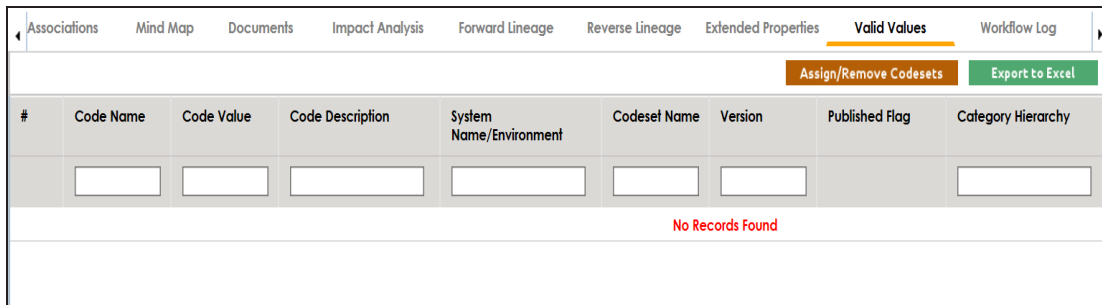 Associations Mind Map Documents Impact Analysis Forward Lineage Reverse Lineage Extended Properties Valid Values Workflow Log
Assign/Remove Codesets Export to Excel
# Code Name Code Value Code Description System Codeset Name Version Published Flag Category Hierarchy
Name/Environment
No Records Found